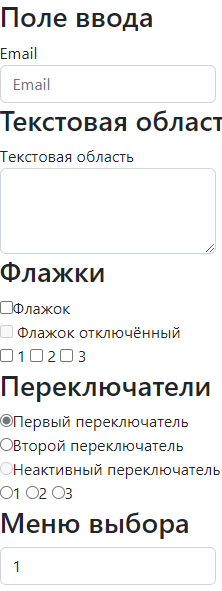 Поле ввода
Email
Email
Текстовая област
Текстовая область
Флажки
Флажок
Флажок отключённый
1 2 3
Переключатели
Первый переключатель
Второй переключатель
Неактивный переключатель
1 2 3
Меню выбора
1